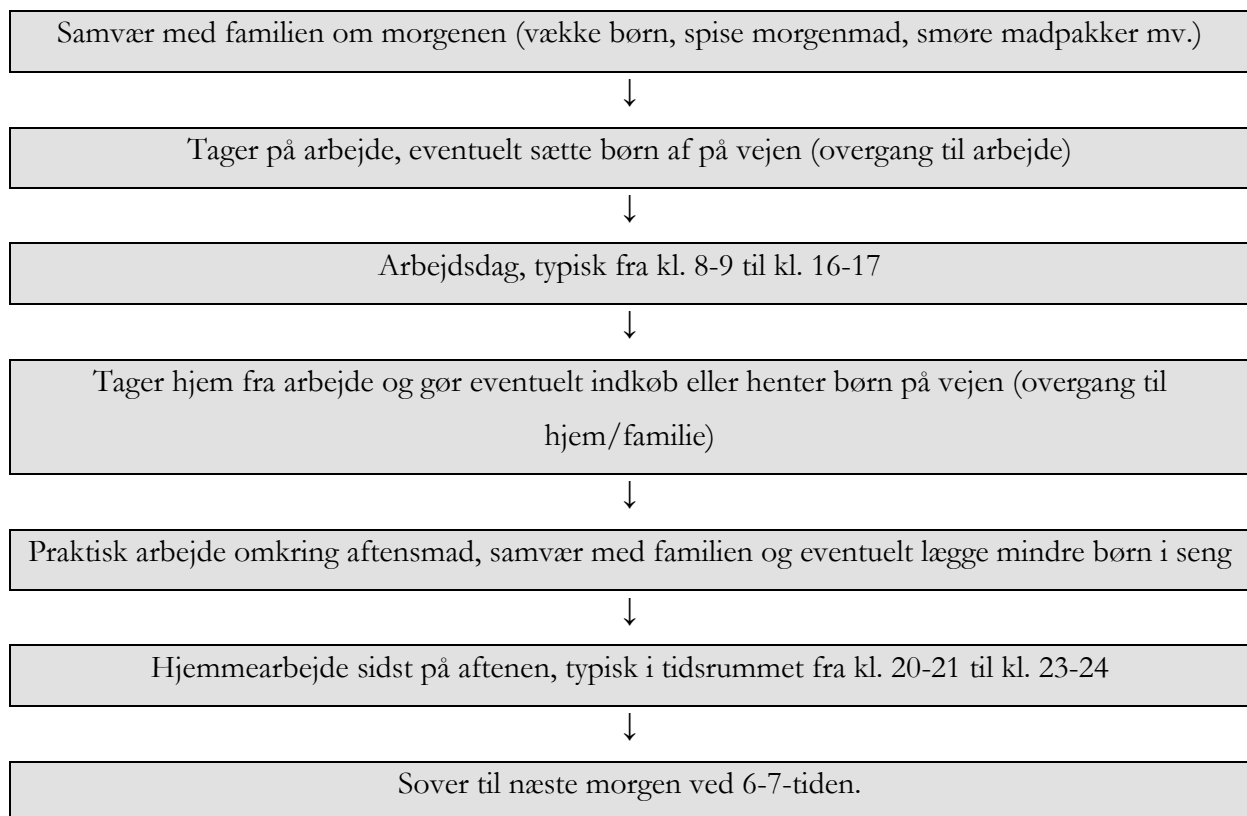 Samvær med familien om morgenen (vække børn, spise morgenmad, smøre madpakker mv.)
↓
Tager på arbejde, eventuelt sætte børn af på vejen (overgang til arbejde)
↓
Arbejdsdag, typisk fra kl. 8-9 til kl. 16-17
↓
Tager hjem fra arbejde og gør eventuelt indkøb eller henter børn på vejen (overgang til
hjem/familie)
↓
Praktisk arbejde omkring aftensmad, samvær med familien og eventuelt lægge mindre børn i seng
↓
Hjemmearbejde sidst på aftenen, typisk i tidsrummet fra kl. 20-21 til kl. 23-24
↓
Sover til næste morgen ved 6-7-tiden.